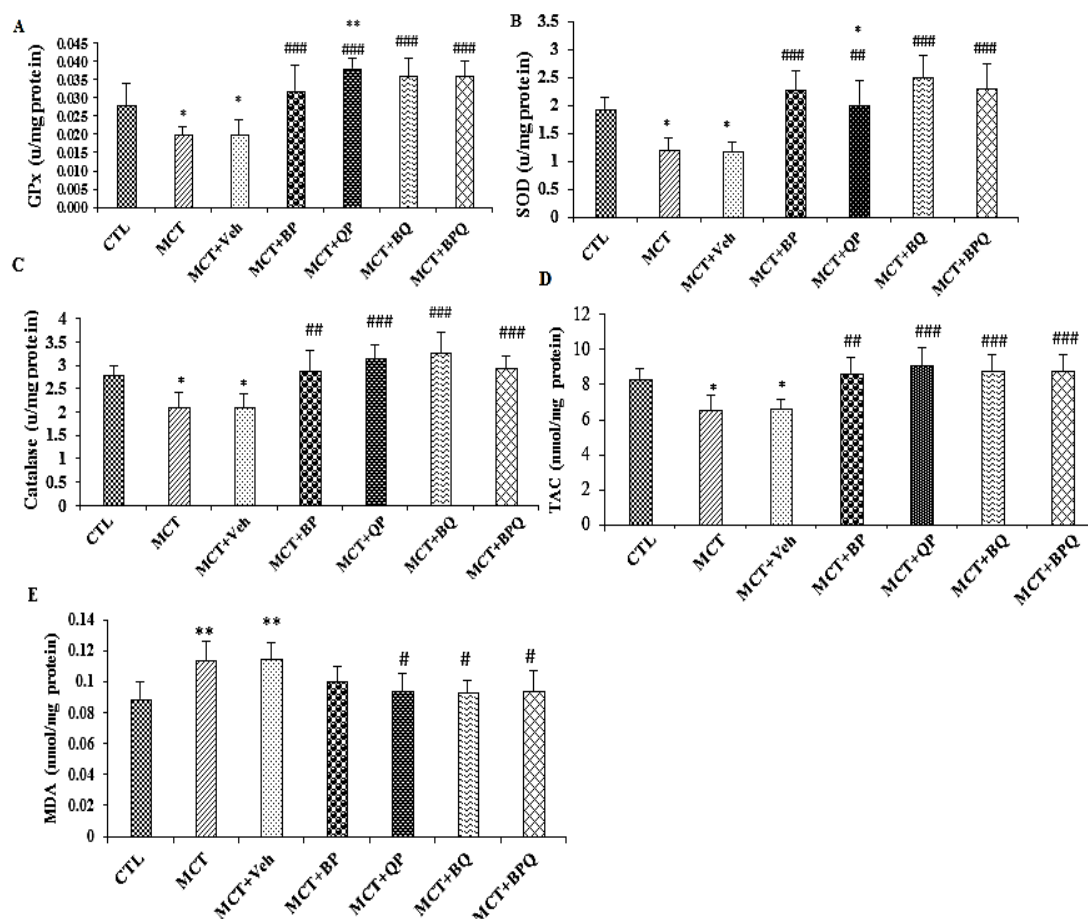 A
GPx (u/mg protein)
0.045
0.040
0.035
0.030
0.025
0.020
0.015
0.010
0.005
0.000
* * ** ### ### ### ###
CTL MCT MCT+Veh MCT+BP MCT+QP MCT+BQ MCT+BPQ
B
SOD (u/mg protein)
3.5
3
2.5
2
1.5
1
0.5
0
* * ### * ## ### ###
CTL MCT MCT+Veh MCT+BP MCT+QP MCT+BQ MCT+BPQ
C
Catalase (u/mg protein)
4
3.5
3
2.5
2
1.5
1
0.5
0
* * ## ### ### ###
CTL MCT MCT+Veh MCT+BP MCT+QP MCT+BQ MCT+BPQ
D
TAC (nmol/mg protein)
12
10
8
6
4
2
0
* * ## ### ### ###
CTL MCT MCT+Veh MCT+BP MCT+QP MCT+BQ MCT+BPQ
E
MDA (nmol/mg protein)
0.14
0.12
0.1
0.08
0.06
0.04
0.02
0
** ** # # #
CTL MCT MCT+Veh MCT+BP MCT+QP MCT+BQ MCT+BPQ